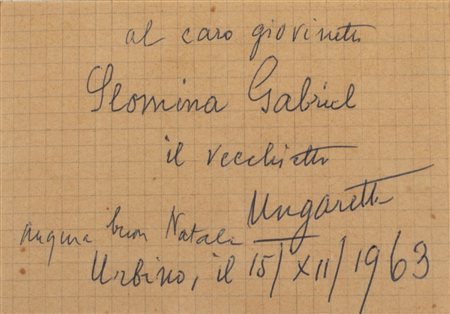 al caro giovinetto
Slomina Gabriel
il vecchietto
Ungaretti
augura buon Natale
Urbino, il 15/XII/1963